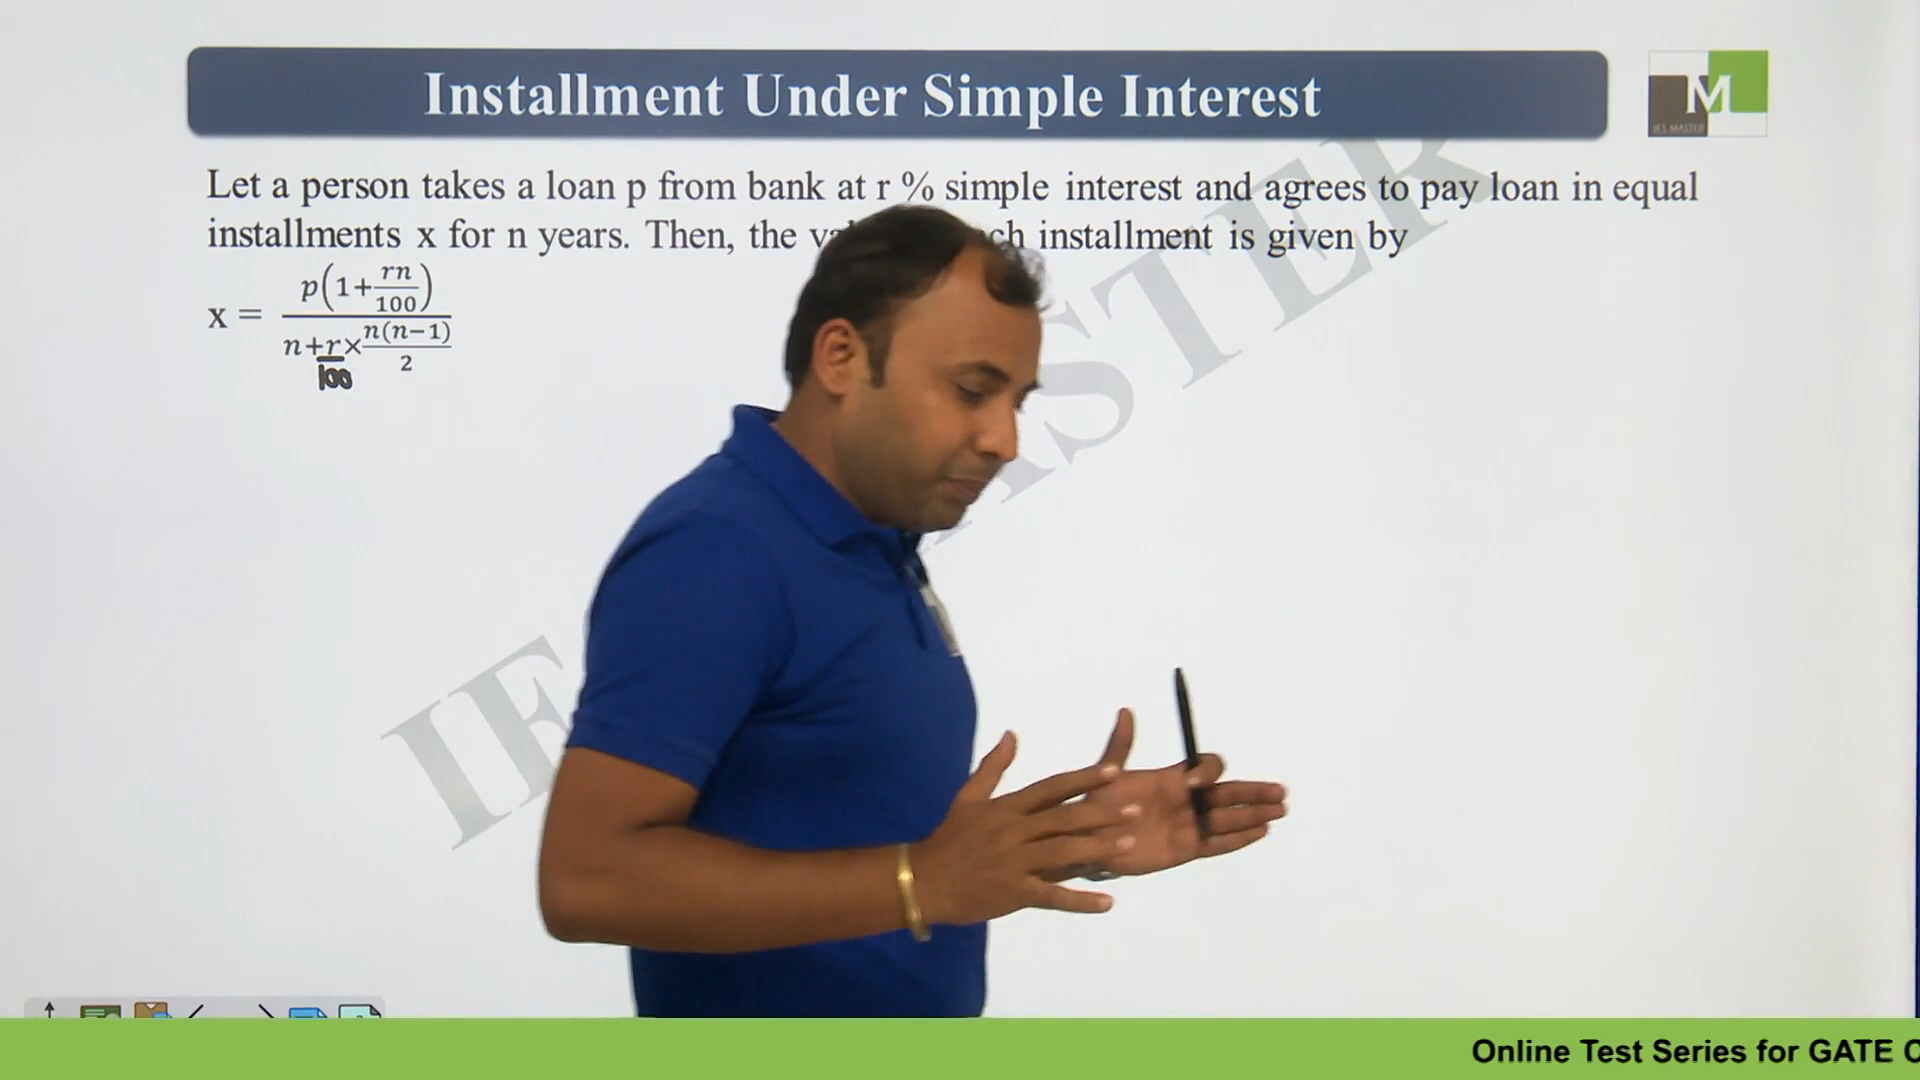 Installment Under Simple Interest
M
IES MASTER
Let a person takes a loan p from bank at r % simple interest and agrees to pay loan in equal
installments x for n years. Then, the installment is given by
x = p(1+rn/100) / n+r/100×n(n−1)/2
Online Test Series for GATE